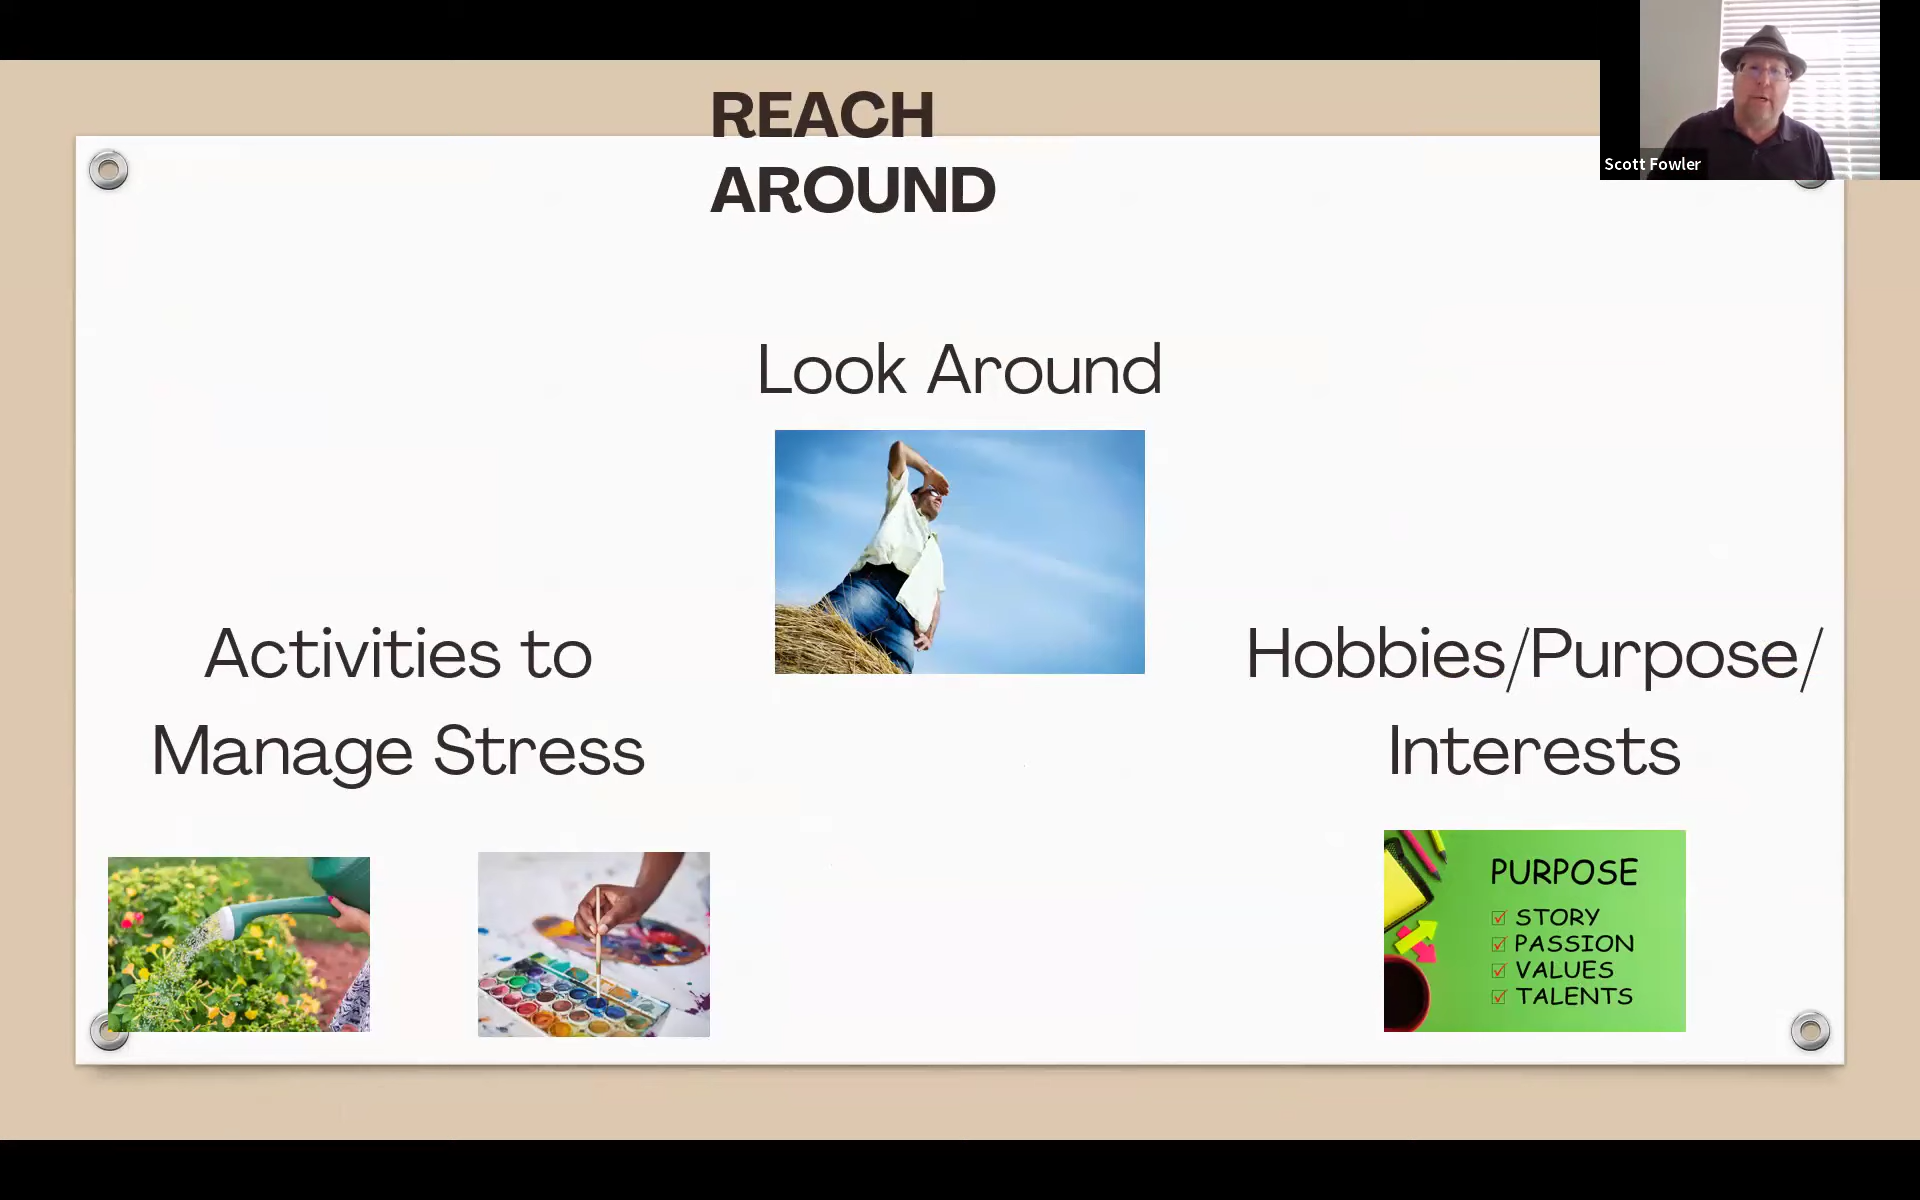 REACH
AROUND
Scott Fowler
Look Around
Activities to
Manage Stress
Hobbies/Purpose/
Interests
PURPOSE
☑ STORY
☑ PASSION
☑ VALUES
☑ TALENTS